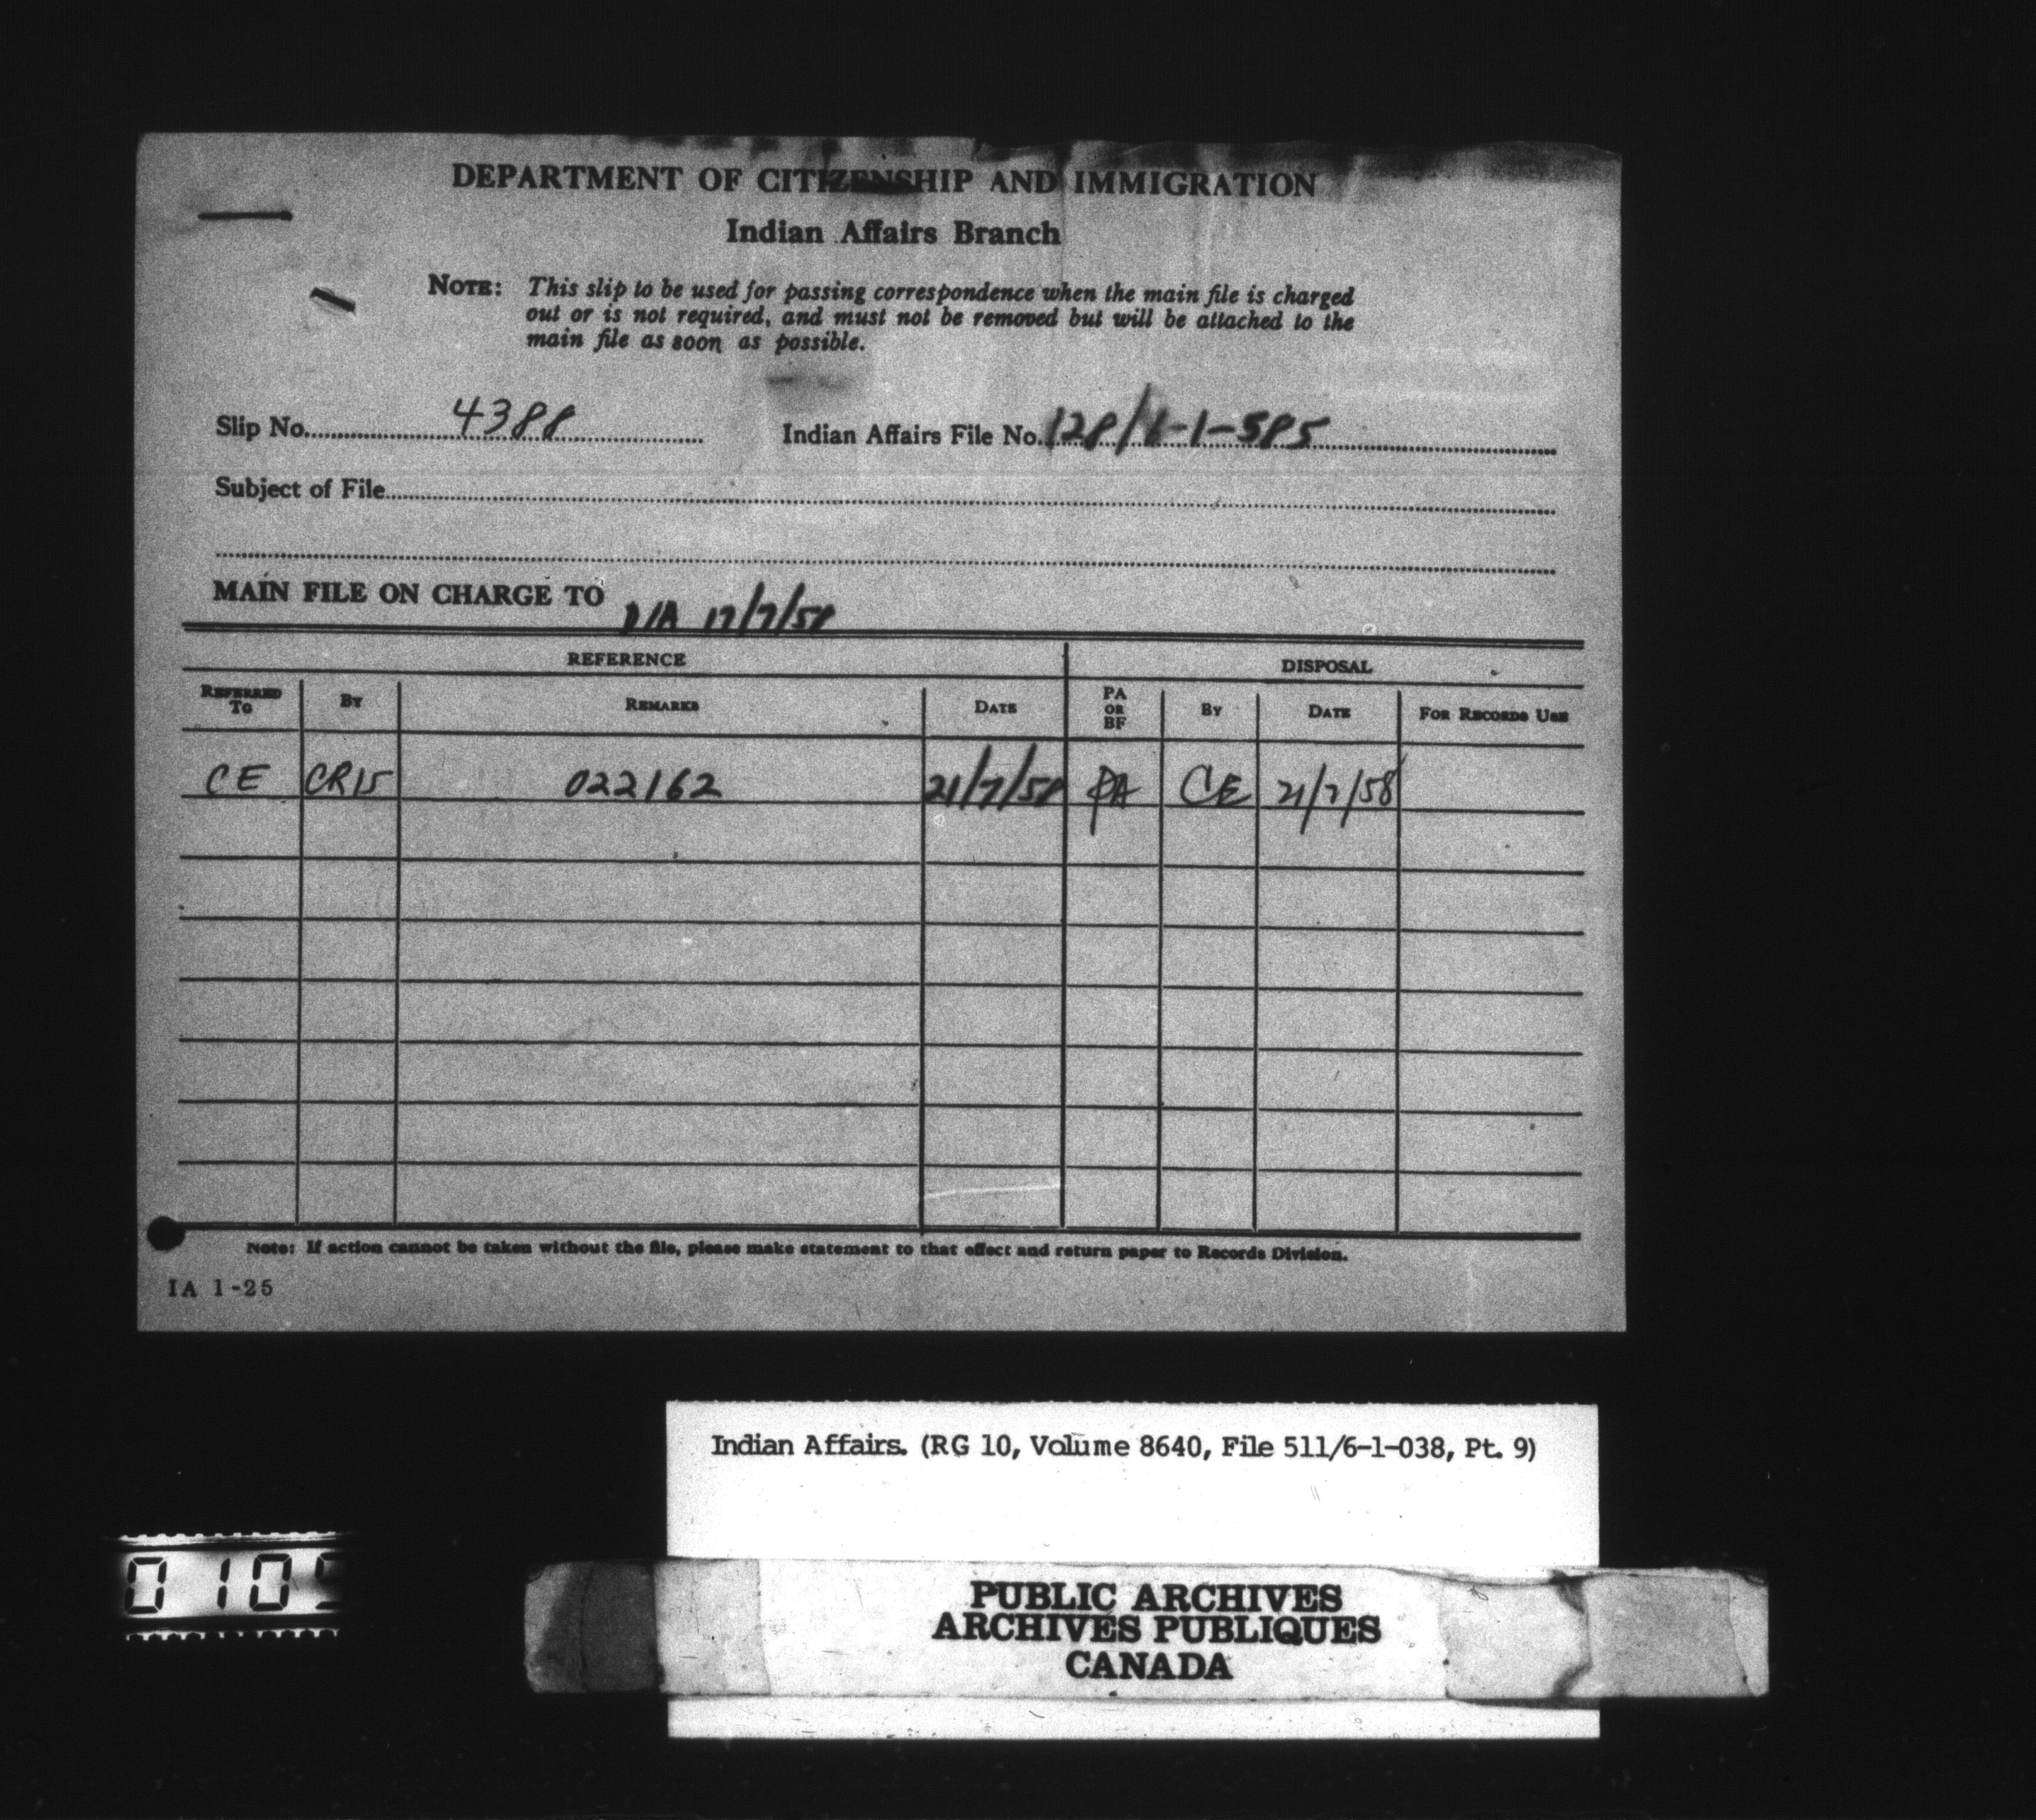 DEPARTMENT OF CITIZENSHIP AND IMMIGRATION
Indian Affairs Branch
NOTE: This slip to be used for passing correspondence when the main file is charged
out or is not required, and must not be removed but will be attached to the
main file as soon as possible.
Slip No. 4388 Indian Affairs File No. 128/6-1-585
Subject of File
MAIN FILE ON CHARGE TO 17/7/58
REFERENCE DISPOSAL
REFERRED TO BY REMARKS DATE PA OR BF BY DATE FOR RECORDS USE
CE CR15 022162 21/7/58 PA CE 21/7/58
Note: If action cannot be taken without the file, please make statement to that effect and return paper to Records Division.
IA 1-25
Indian Affairs. (RG 10, Volume 8640, File 511/6-1-038, Pt. 9)
PUBLIC ARCHIVES
ARCHIVES PUBLIQUES
CANADA
0105